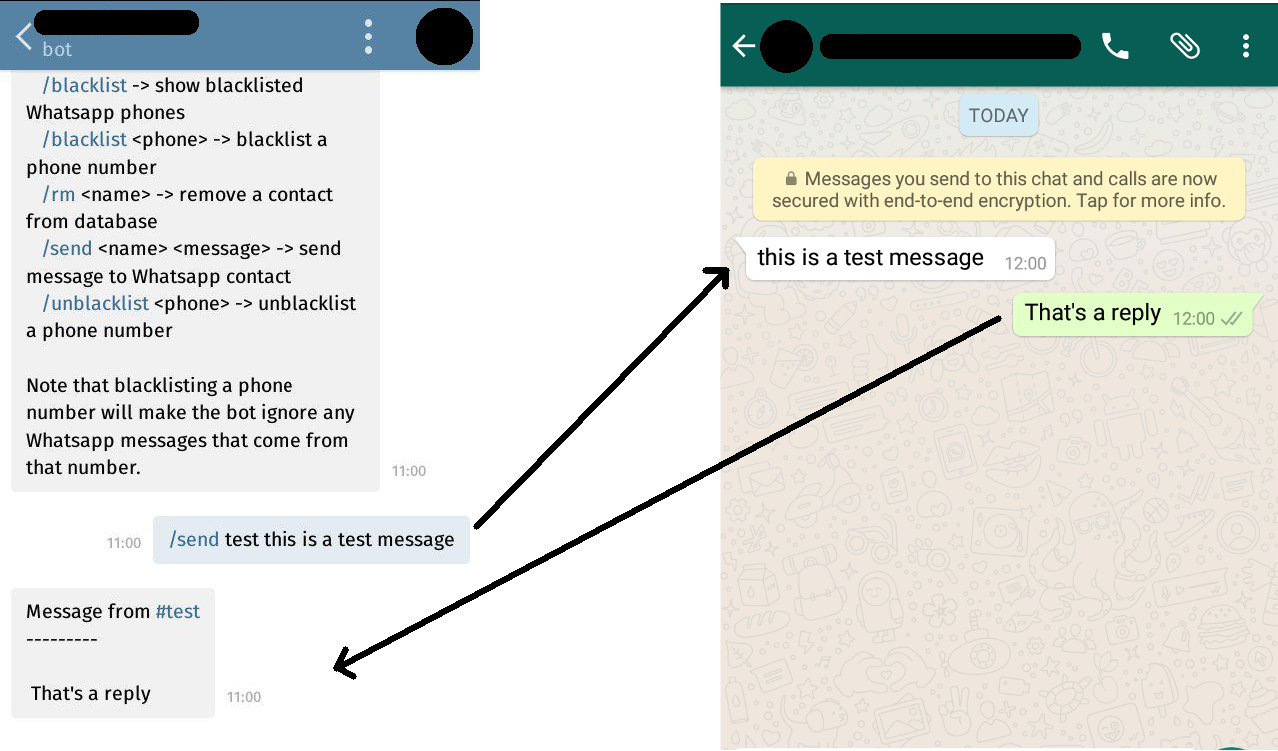 bot
/blacklist -> show blacklisted
Whatsapp phones
/blacklist <phone> -> blacklist a
phone number
/rm <name> -> remove a contact
from database
/send <name> <message> -> send
message to Whatsapp contact
/unblacklist <phone> -> unblacklist
a phone number
Note that blacklisting a phone
number will make the bot ignore any
Whatsapp messages that come from
that number.
11:00
11:00
/send test this is a test message
Message from #test
---------
That's a reply
11:00
TODAY
Messages you send to this chat and calls are now
secured with end-to-end encryption. Tap for more info.
this is a test message 12:00
That's a reply 12:00